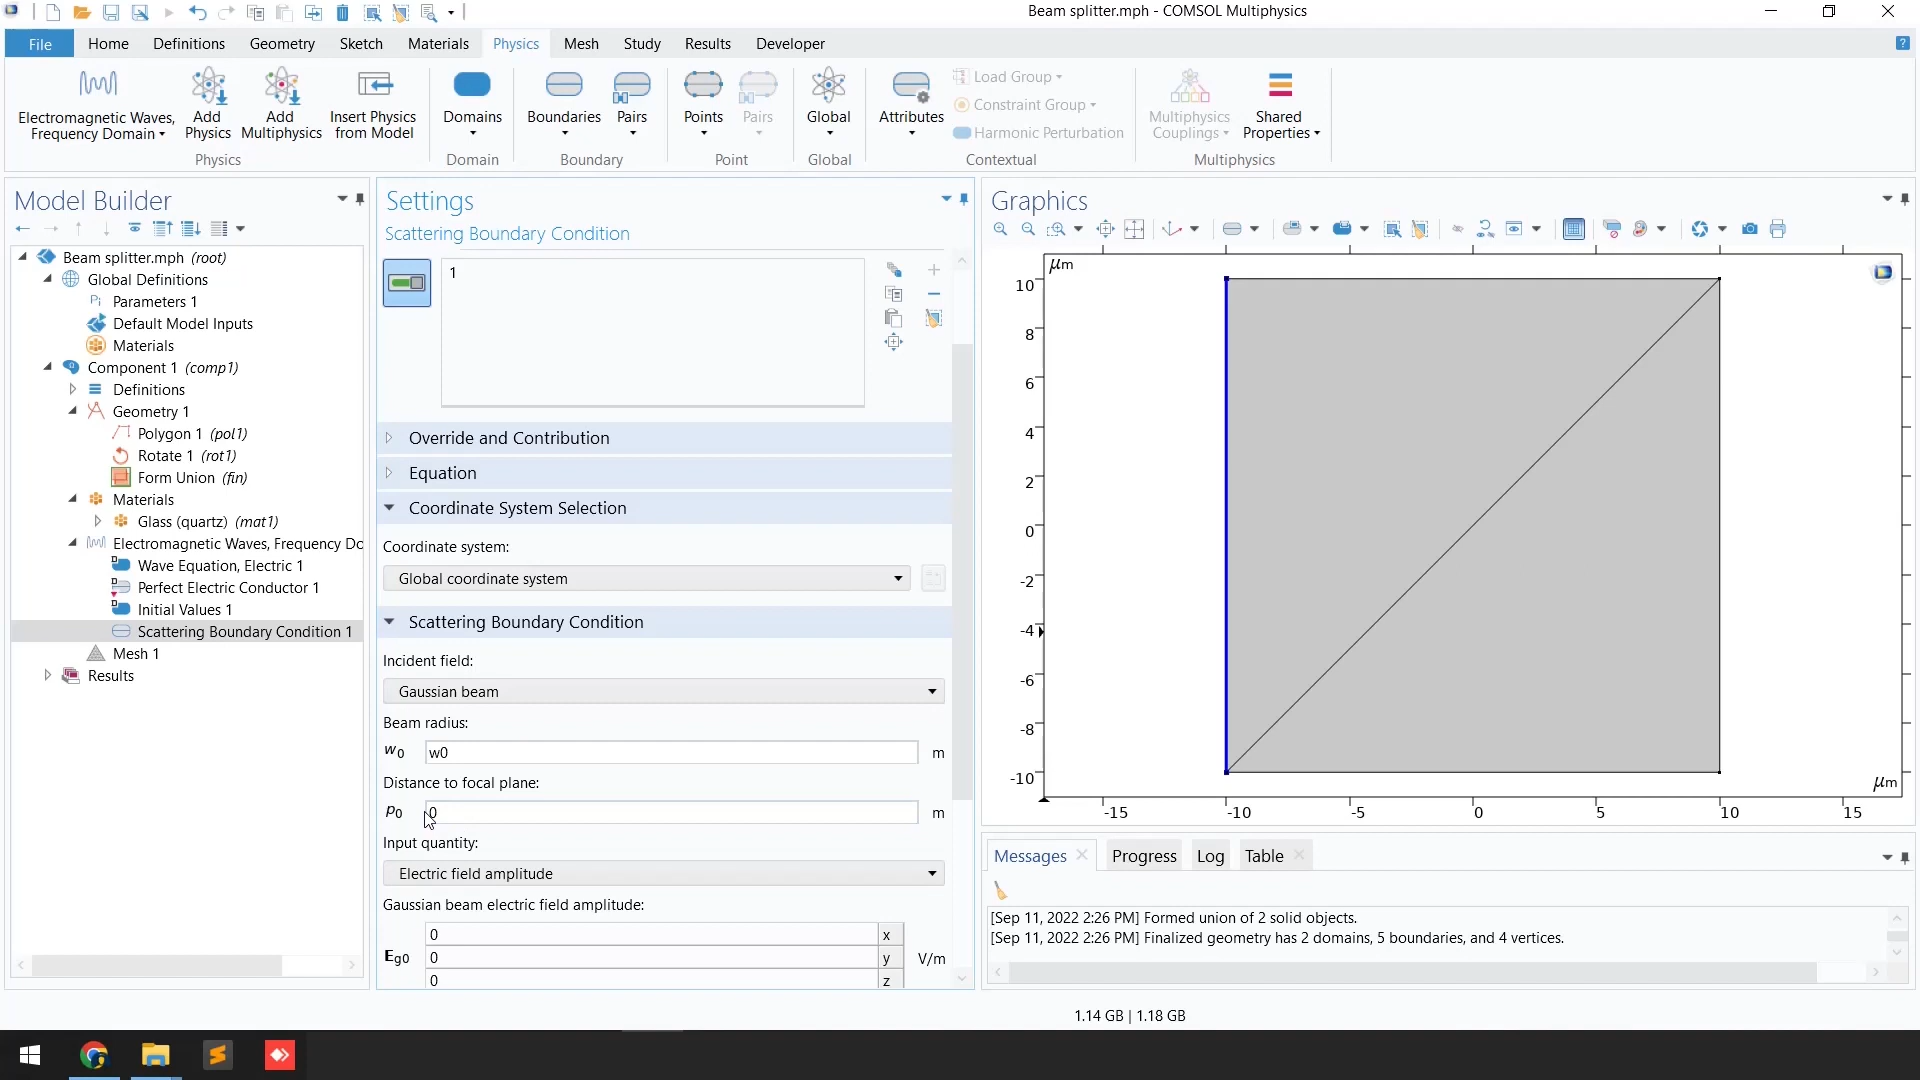 Beam splitter.mph - COMSOL Multiphysics
File Home Definitions Geometry Sketch Materials Physics Mesh Study Results Developer
Electromagnetic Waves, Frequency Domain
Add Physics
Add Multiphysics
Insert Physics from Model
Domains
Boundaries
Pairs
Points
Pairs
Global
Attributes
Load Group
Constraint Group
Harmonic Perturbation
Multiphysics Couplings
Shared Properties
Physics Domain Boundary Point Global Contextual Multiphysics
Model Builder
Beam splitter.mph (root)
Global Definitions
Pi Parameters 1
Default Model Inputs
Materials
Component 1 (comp1)
Definitions
Geometry 1
Polygon 1 (pol1)
Rotate 1 (rot1)
Form Union (fin)
Materials
Glass (quartz) (mat1)
Electromagnetic Waves, Frequency Do
Wave Equation, Electric 1
Perfect Electric Conductor 1
Initial Values 1
Scattering Boundary Condition 1
Mesh 1
Results
Settings
Scattering Boundary Condition
1
Override and Contribution
Equation
Coordinate System Selection
Coordinate system:
Global coordinate system
Scattering Boundary Condition
Incident field:
Gaussian beam
Beam radius:
w0 w0 m
Distance to focal plane:
p0 0 m
Input quantity:
Electric field amplitude
Gaussian beam electric field amplitude:
0 x
Eg0 0 y V/m
0 z
Graphics
μm
10
8
6
4
2
0
-2
-4
-6
-8
-10
μm
-15 -10 -5 0 5 10 15
Messages Progress Log Table
[Sep 11, 2022 2:26 PM] Formed union of 2 solid objects.
[Sep 11, 2022 2:26 PM] Finalized geometry has 2 domains, 5 boundaries, and 4 vertices.
1.14 GB | 1.18 GB